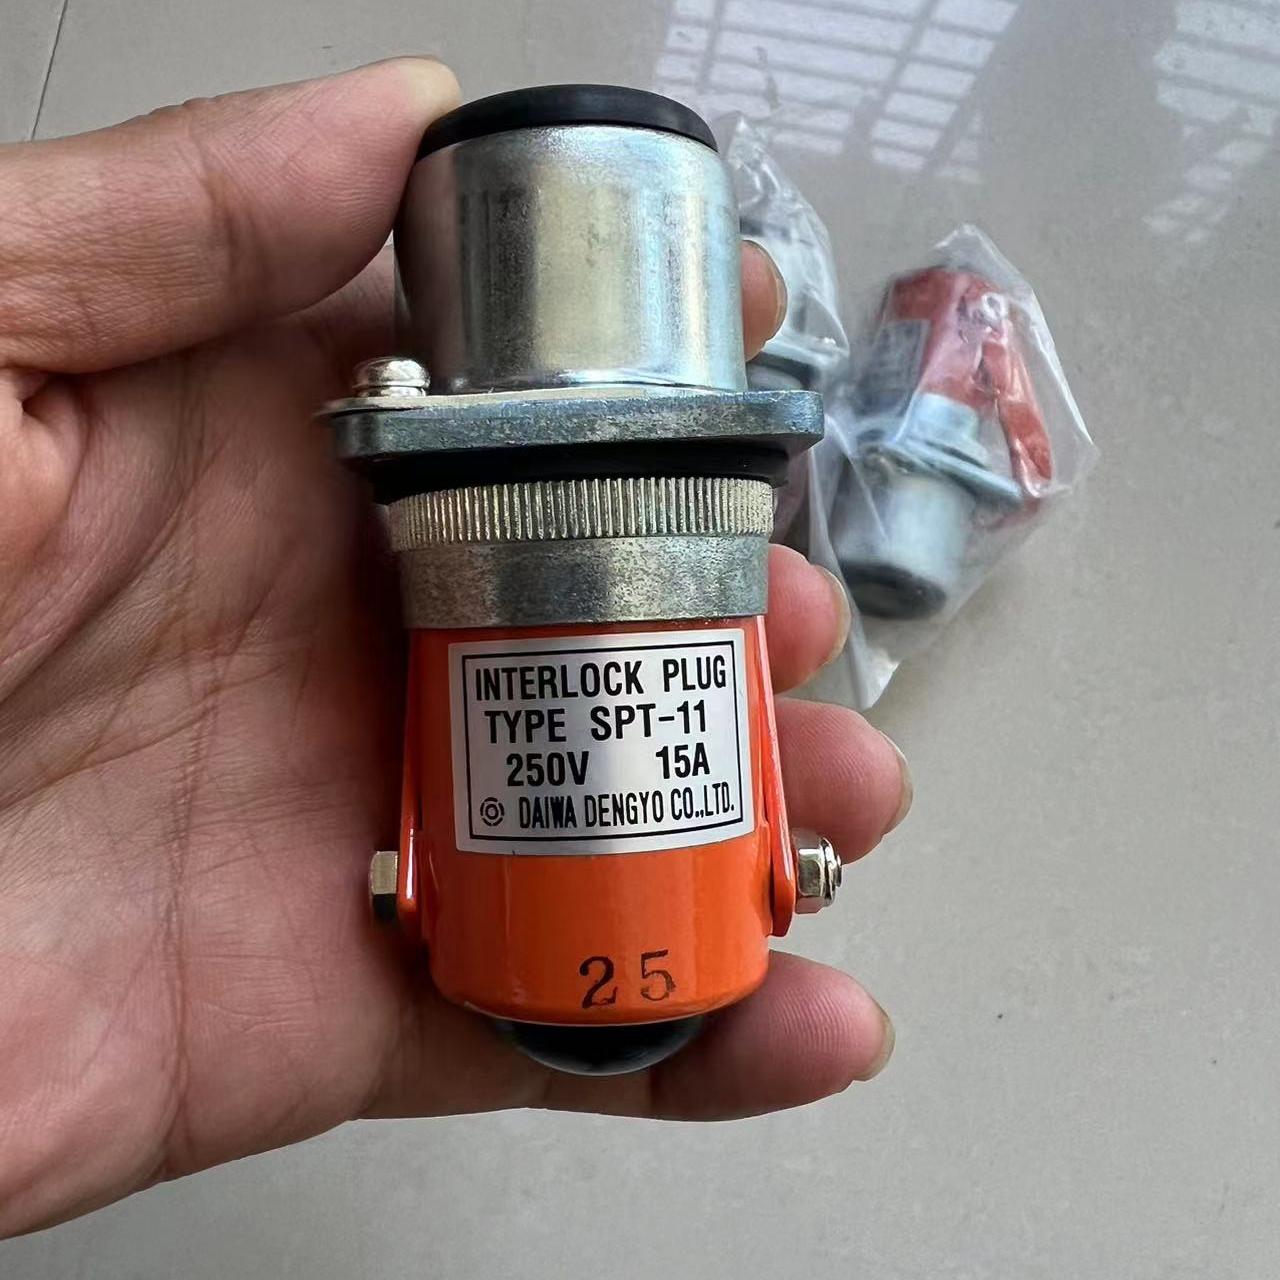 INTERLOCK PLUG
TYPE SPT-11
250V 15A
DAIWA DENGYO CO.,LTD.
25